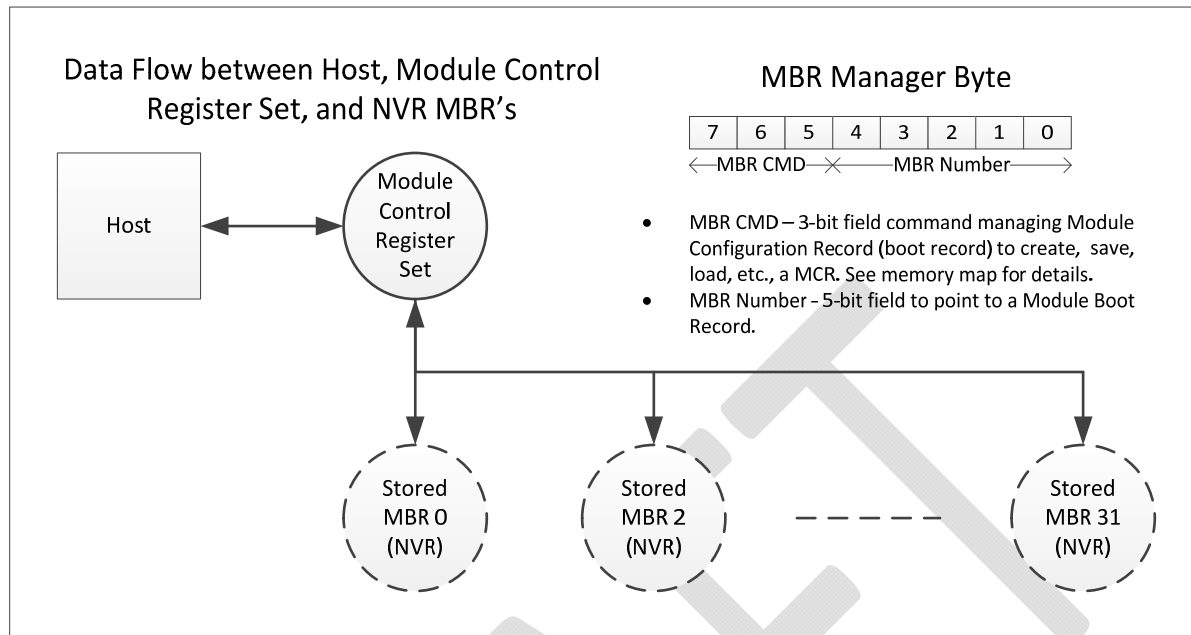 Data Flow between Host, Module Control
Register Set, and NVR MBR's
MBR Manager Byte
7 6 5 4 3 2 1 0
MBR CMD MBR Number
Host
Module
Control
Register
Set
• MBR CMD – 3-bit field command managing Module
Configuration Record (boot record) to create, save,
load, etc., a MCR. See memory map for details.
• MBR Number - 5-bit field to point to a Module Boot
Record.
Stored
MBR 0
(NVR)
Stored
MBR 2
(NVR)
Stored
MBR 31
(NVR)